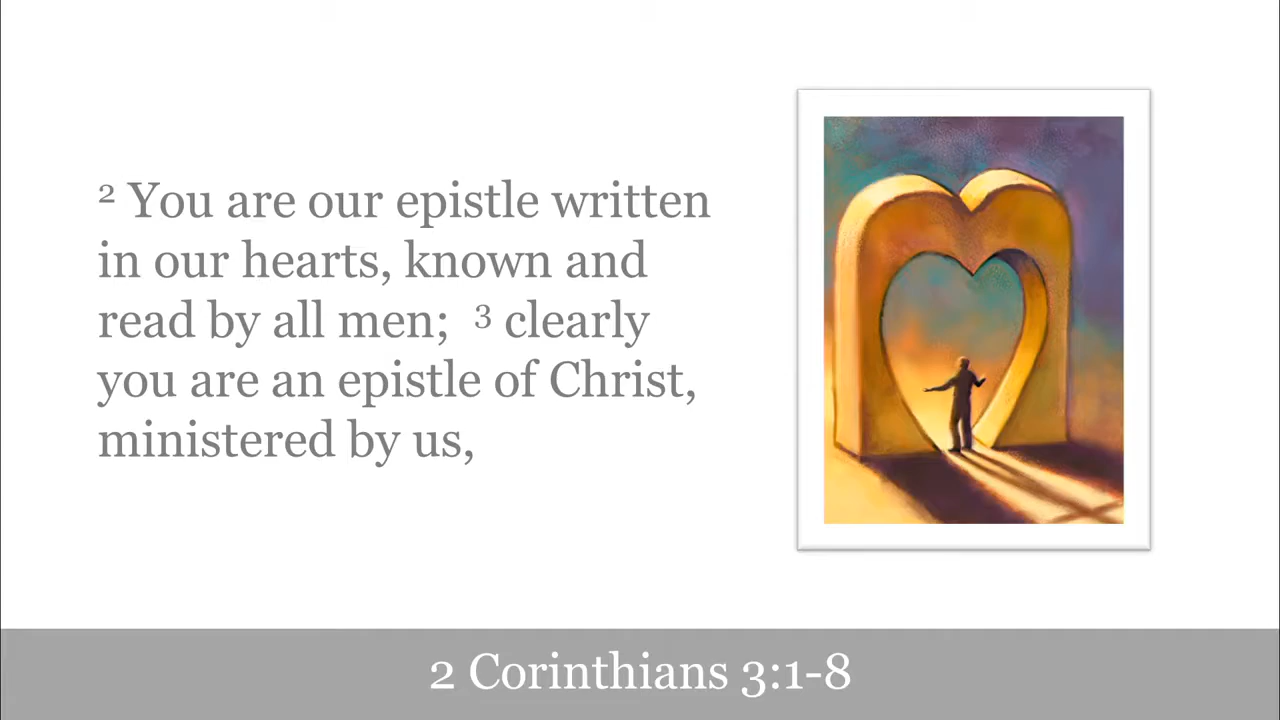 ² You are our epistle written
in our hearts, known and
read by all men;  ³ clearly
you are an epistle of Christ,
ministered by us,
2 Corinthians 3:1-8